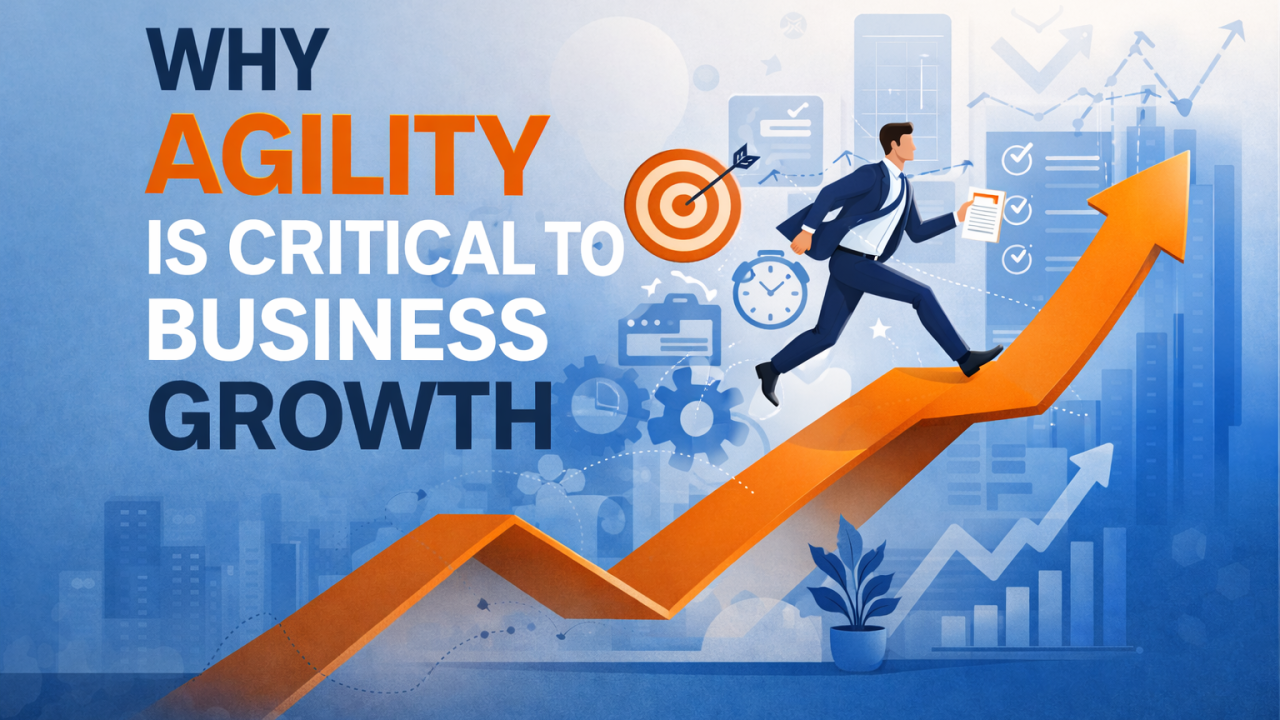 WHY
AGILITY
IS CRITICAL TO
BUSINESS
GROWTH